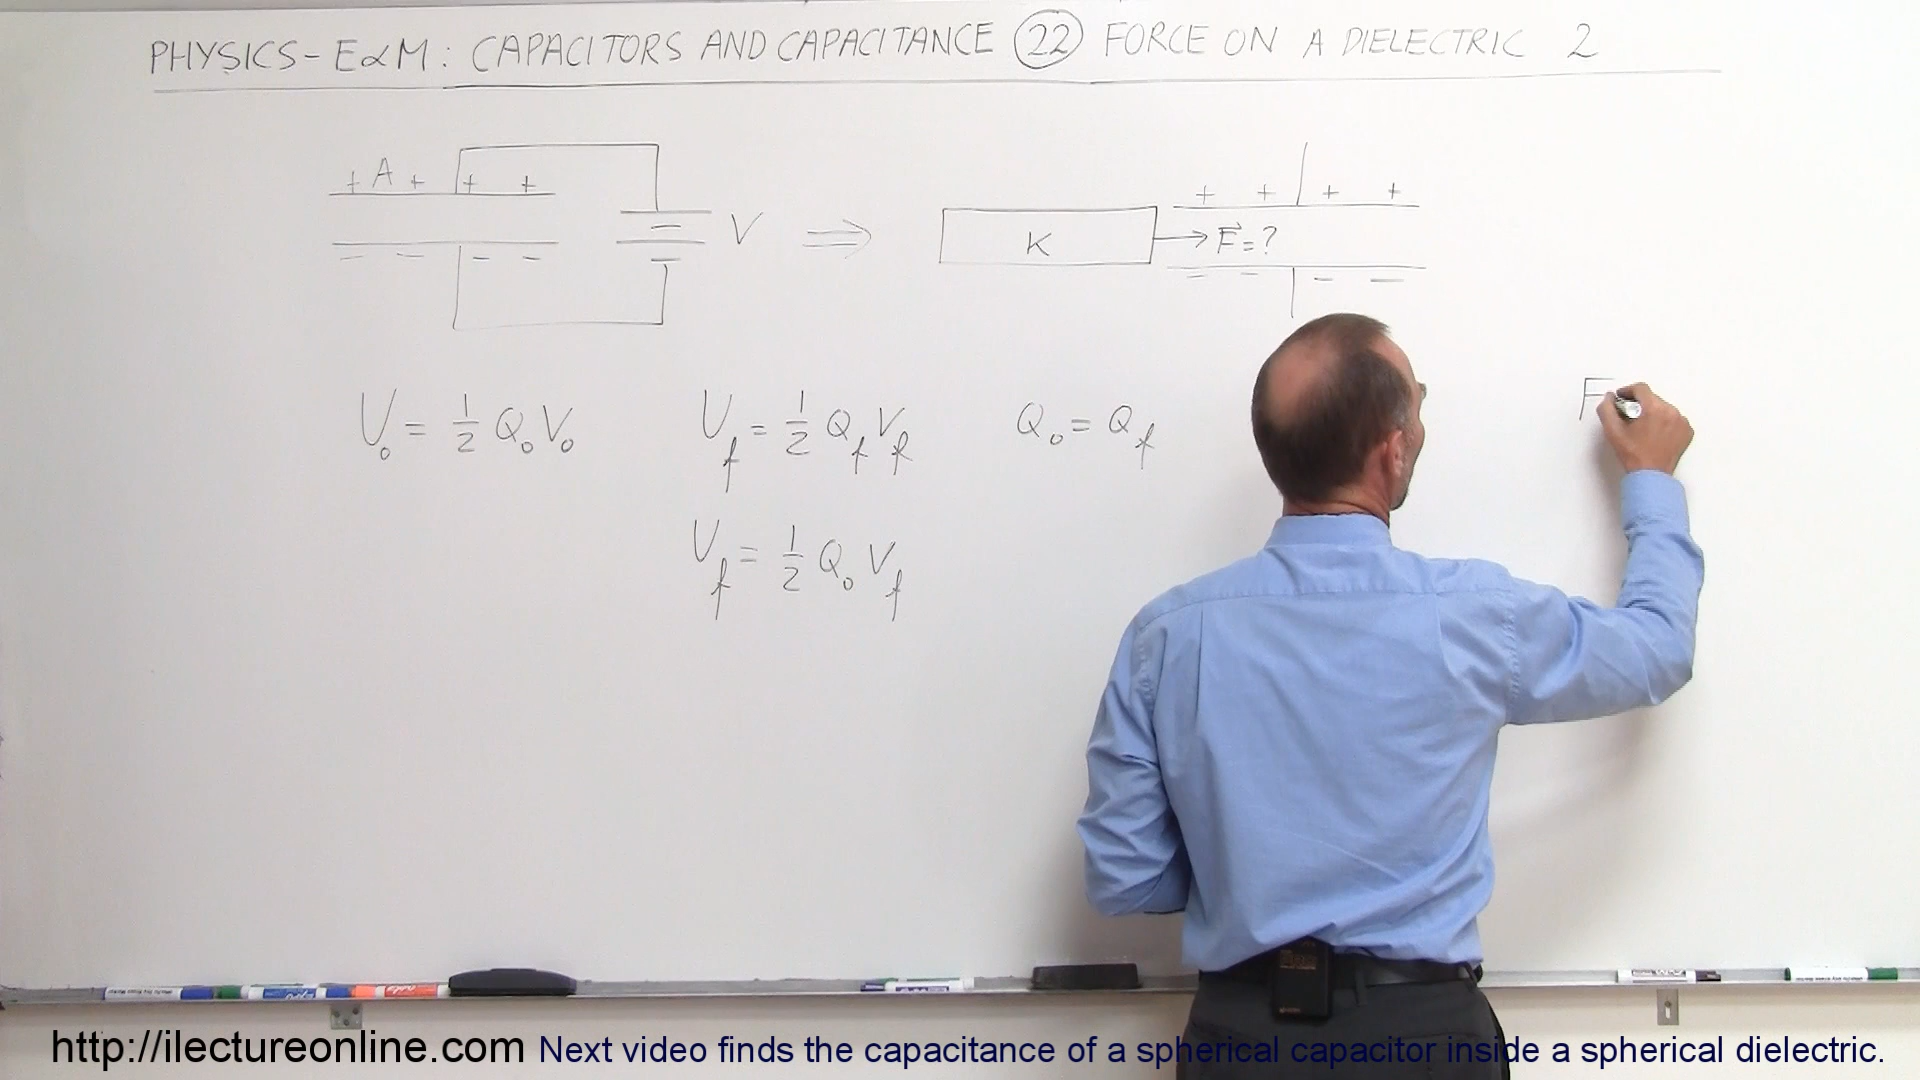 PHYSICS - E∝M : CAPACITORS AND CAPACITANCE 22 FORCE ON A DIELECTRIC 2
+ A + + +
- - - -
V
⇒
K
→ F⃗ = ?
+ + + +
- - - -
U₀ = 1/2 Q₀ V₀
U_f = 1/2 Q_f V_f
Q₀ = Q_f
F
U_f = 1/2 Q₀ V_f
http://ilectureonline.com Next video finds the capacitance of a spherical capacitor inside a spherical dielectric.